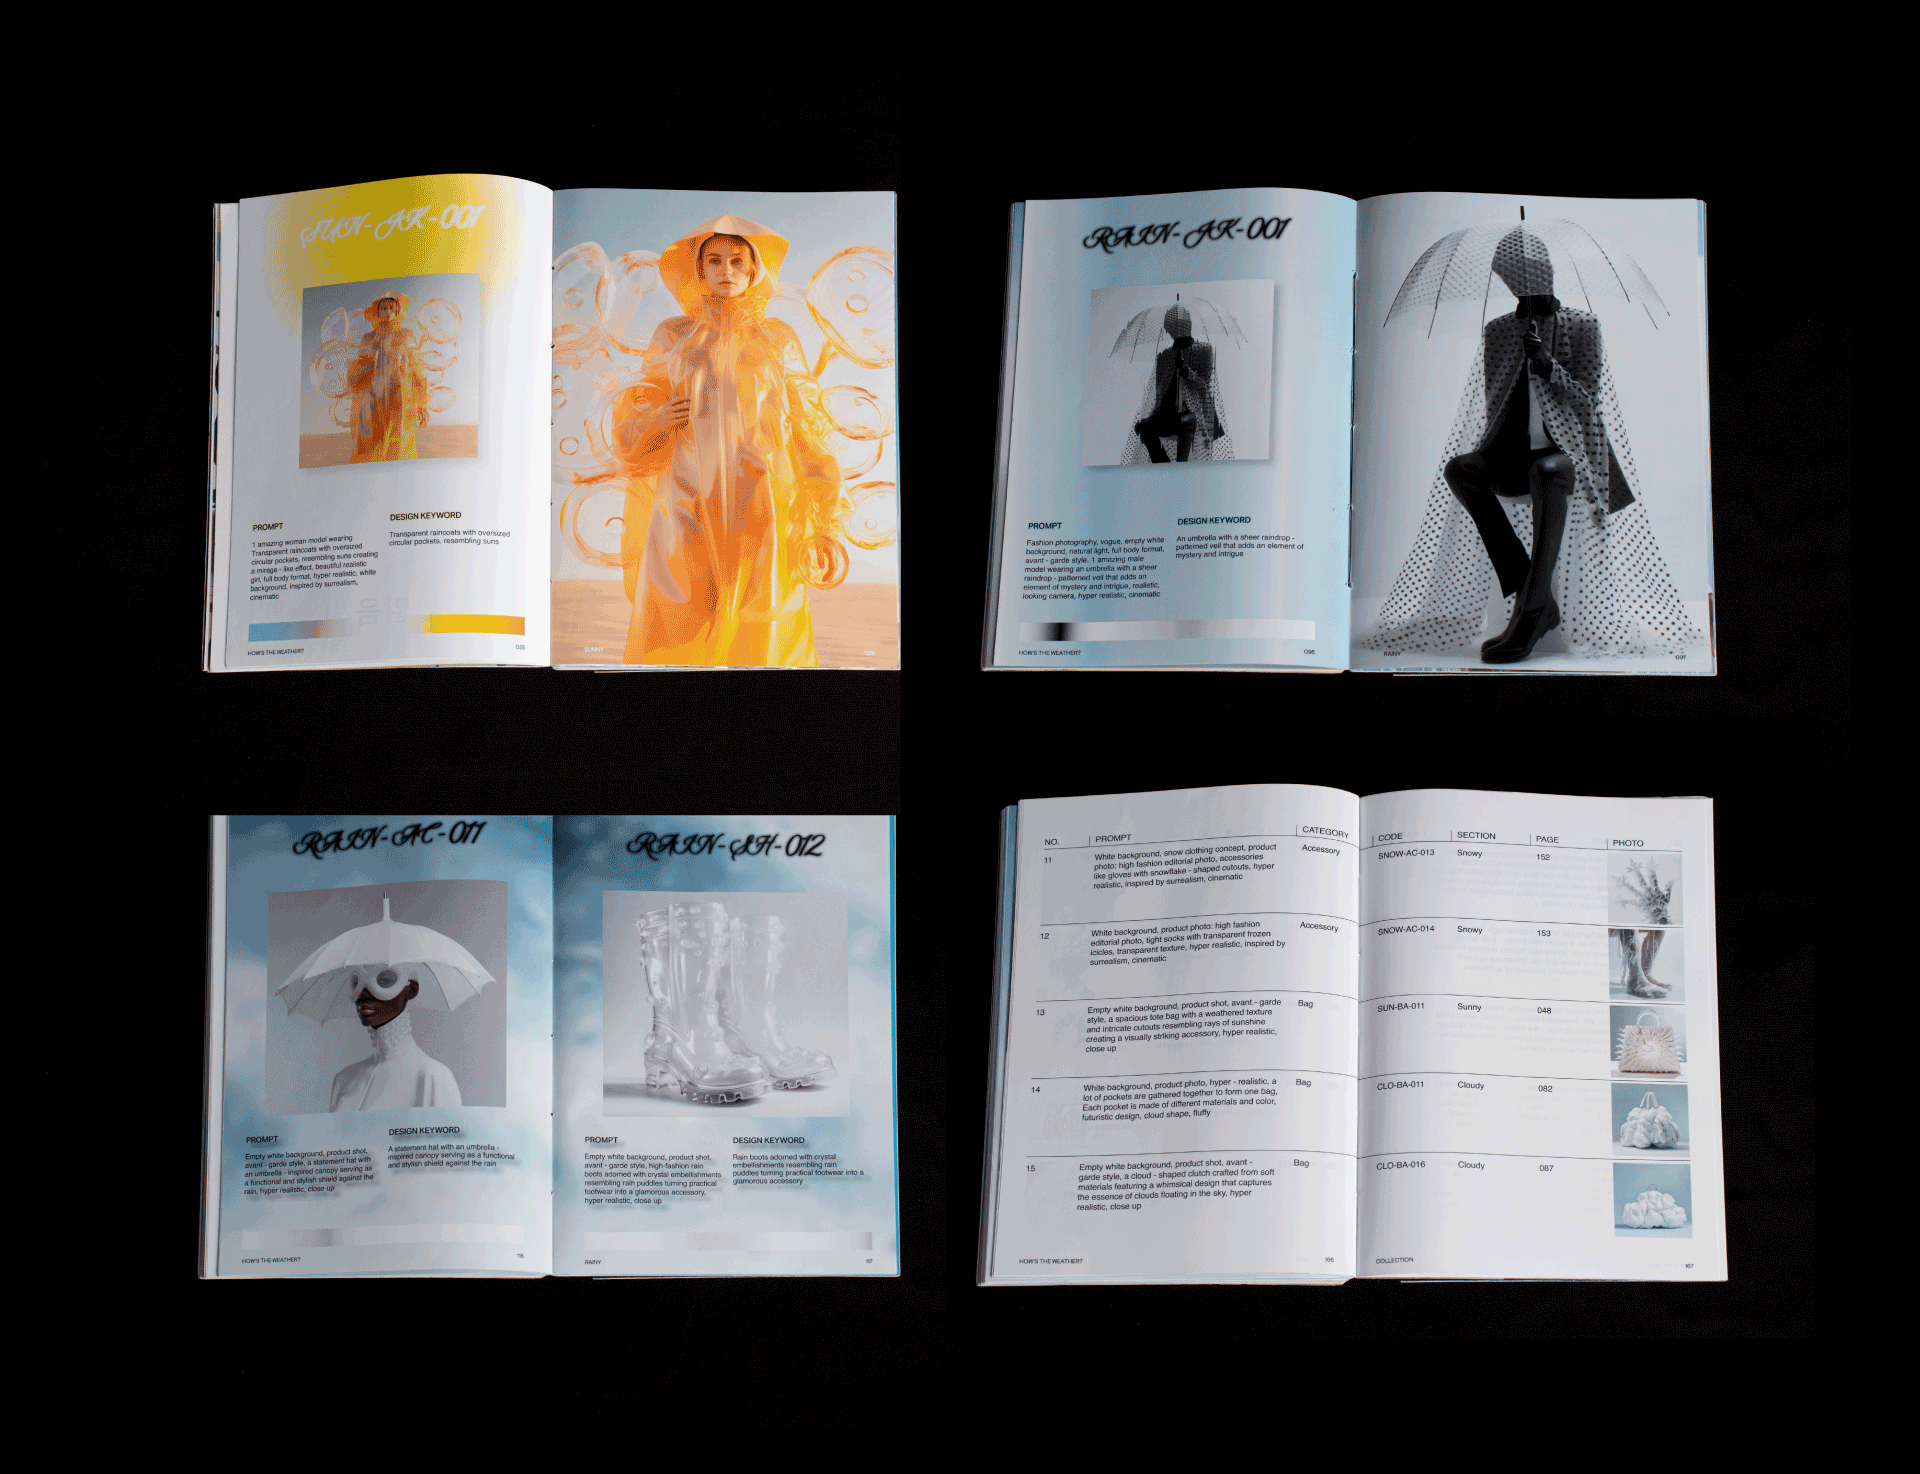 SUN-JK-001
PROMPT
1 amazing woman model wearing
Transparent raincoats with oversized
circular pockets, resembling suns creating
a mirage - like effect, beautiful realistic
girl, full body format, hyper realistic, white
background, inspired by surrealism,
cinematic
DESIGN KEYWORD
Transparent raincoats with oversized
circular pockets, resembling suns
HOW'S THE WEATHER?
SUNNY
RAIN-JK-001
PROMPT
Fashion photography, vogue, empty white
background, natural light, full body format,
avant - garde style, 1 amazing male
model wearing an umbrella with a sheer
raindrop - patterned veil that adds an
element of mystery and intrigue, realistic,
looking camera, hyper realistic, cinematic
DESIGN KEYWORD
An umbrella with a sheer raindrop -
patterned veil that adds an element of
mystery and intrigue
HOW'S THE WEATHER?
096
RAINY
097
RAIN-AC-011
PROMPT
Empty white background, product shot,
avant - garde style, a statement hat with
an umbrella - inspired canopy serving as
a functional and stylish shield against the
rain, hyper realistic, close up
DESIGN KEYWORD
A statement hat with an umbrella -
inspired canopy serving as a functional
and stylish shield against the rain
HOW'S THE WEATHER?
116
RAIN-SH-012
PROMPT
Empty white background, product shot,
avant - garde style, high-fashion rain
boots adorned with crystal embellishments
resembling rain puddles turning practical
footwear into a glamorous accessory,
hyper realistic, close up
DESIGN KEYWORD
Rain boots adorned with crystal
embellishments resembling rain
puddles turning practical footwear into a
glamorous accessory
RAINY
117
NO. PROMPT CATEGORY CODE SECTION PAGE PHOTO
11 White background, snow clothing concept, product Accessory SNOW-AC-013 Snowy 152
photo: high fashion editorial photo, accessories
like gloves with snowflake - shaped cutouts, hyper
realistic, inspired by surrealism, cinematic
12 White background, product photo: high fashion Accessory SNOW-AC-014 Snowy 153
editorial photo, tight socks with transparent frozen
icicles, transparent texture, hyper realistic, inspired by
surrealism, cinematic
13 Empty white background, product shot, avant - garde Bag SUN-BA-011 Sunny 048
style, a spacious tote bag with a weathered texture
and intricate cutouts resembling rays of sunshine
creating a visually striking accessory, hyper realistic,
close up
14 White background, product photo, hyper - realistic, a Bag CLO-BA-011 Cloudy 082
lot of pockets are gathered together to form one bag,
Each pocket is made of different materials and color,
futuristic design, cloud shape, fluffy
15 Empty white background, product shot, avant - Bag CLO-BA-016 Cloudy 087
garde style, a cloud - shaped clutch crafted from soft
materials featuring a whimsical design that captures
the essence of clouds floating in the sky, hyper
realistic, close up
HOW'S THE WEATHER?
166
COLLECTION
167